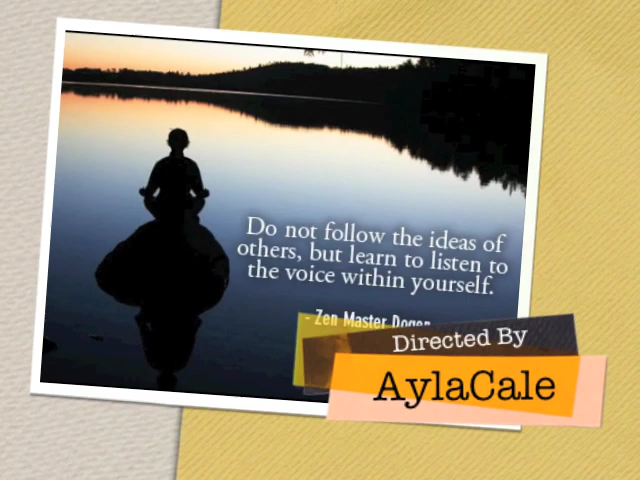 Do not follow the ideas of
others, but learn to listen to
the voice within yourself.
- Zen Master Dogen
Directed By
AylaCale